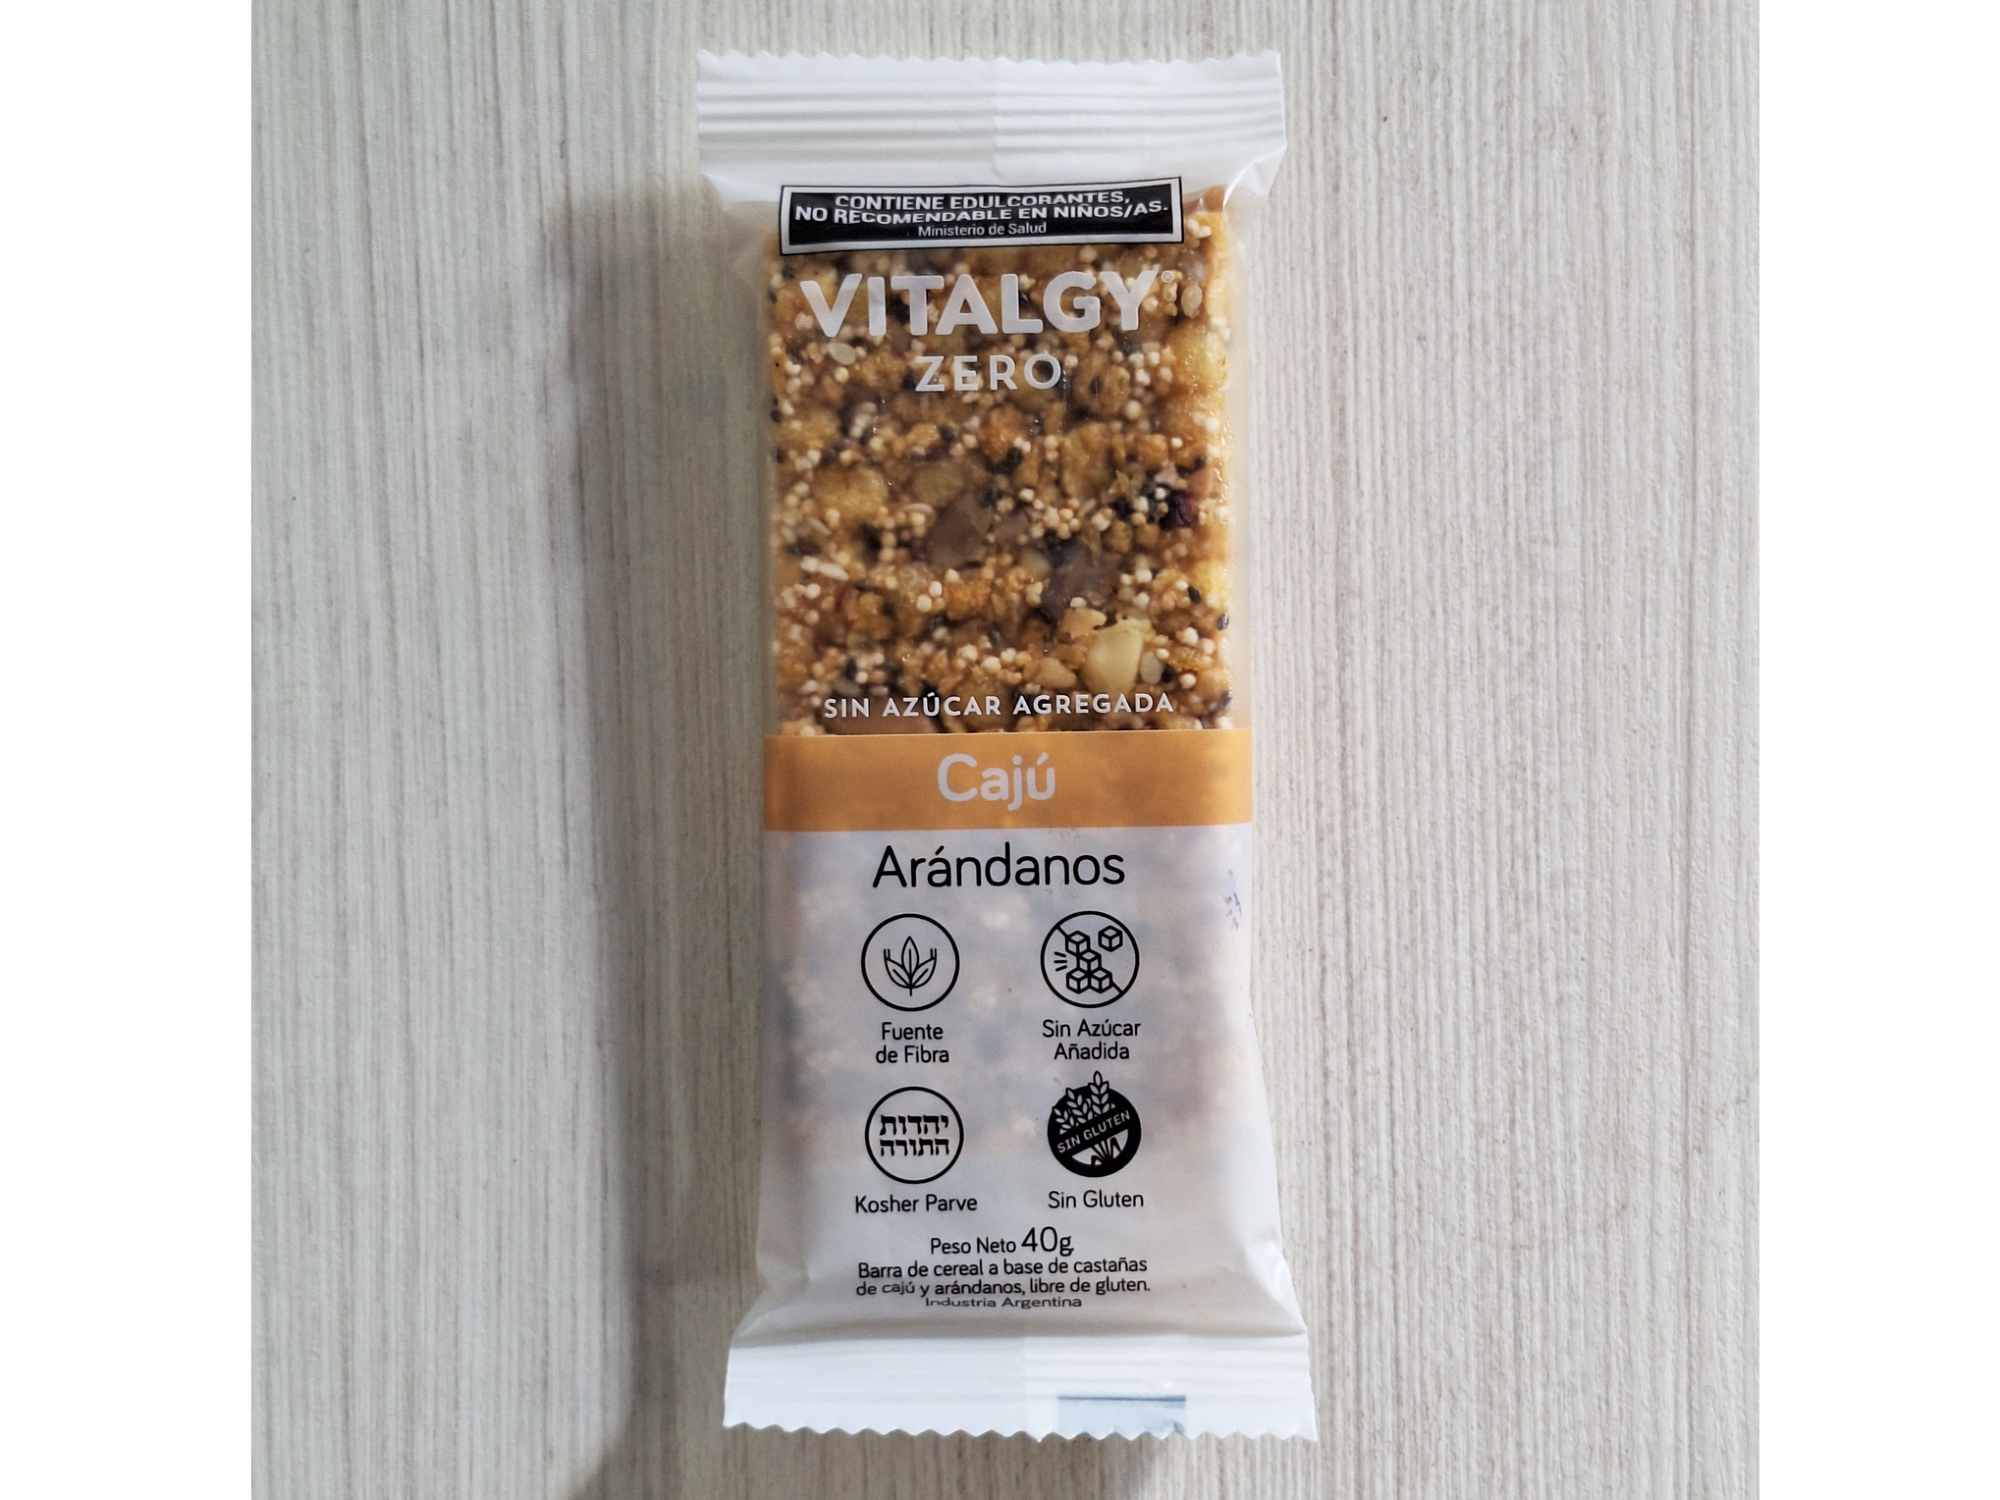 CONTIENE EDULCORANTES,
NO RECOMENDABLE EN NIÑOS/AS.
Ministerio de Salud
VITALGY®
ZERO
SIN AZÚCAR AGREGADA
Cajú
Arándanos
Fuente
de Fibra
Sin Azúcar
Añadida
יהדות
התורה
SIN GLUTEN
Kosher Parve
Sin Gluten
Peso Neto 40g
Barra de cereal a base de castañas
de cajú y arándanos, libre de gluten.
Industria Argentina